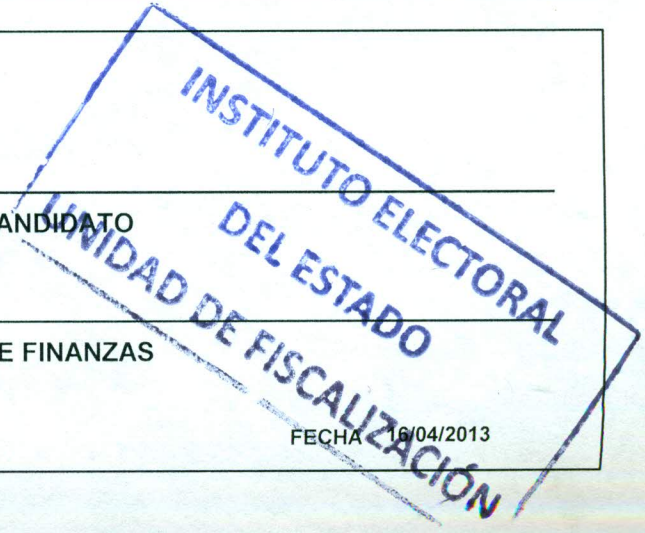 INSTITUTO ELECTORAL
DEL ESTADO
UNIDAD DE FISCALIZACIÓN
ANDIDATO
E FINANZAS
FECHA 16/04/2013